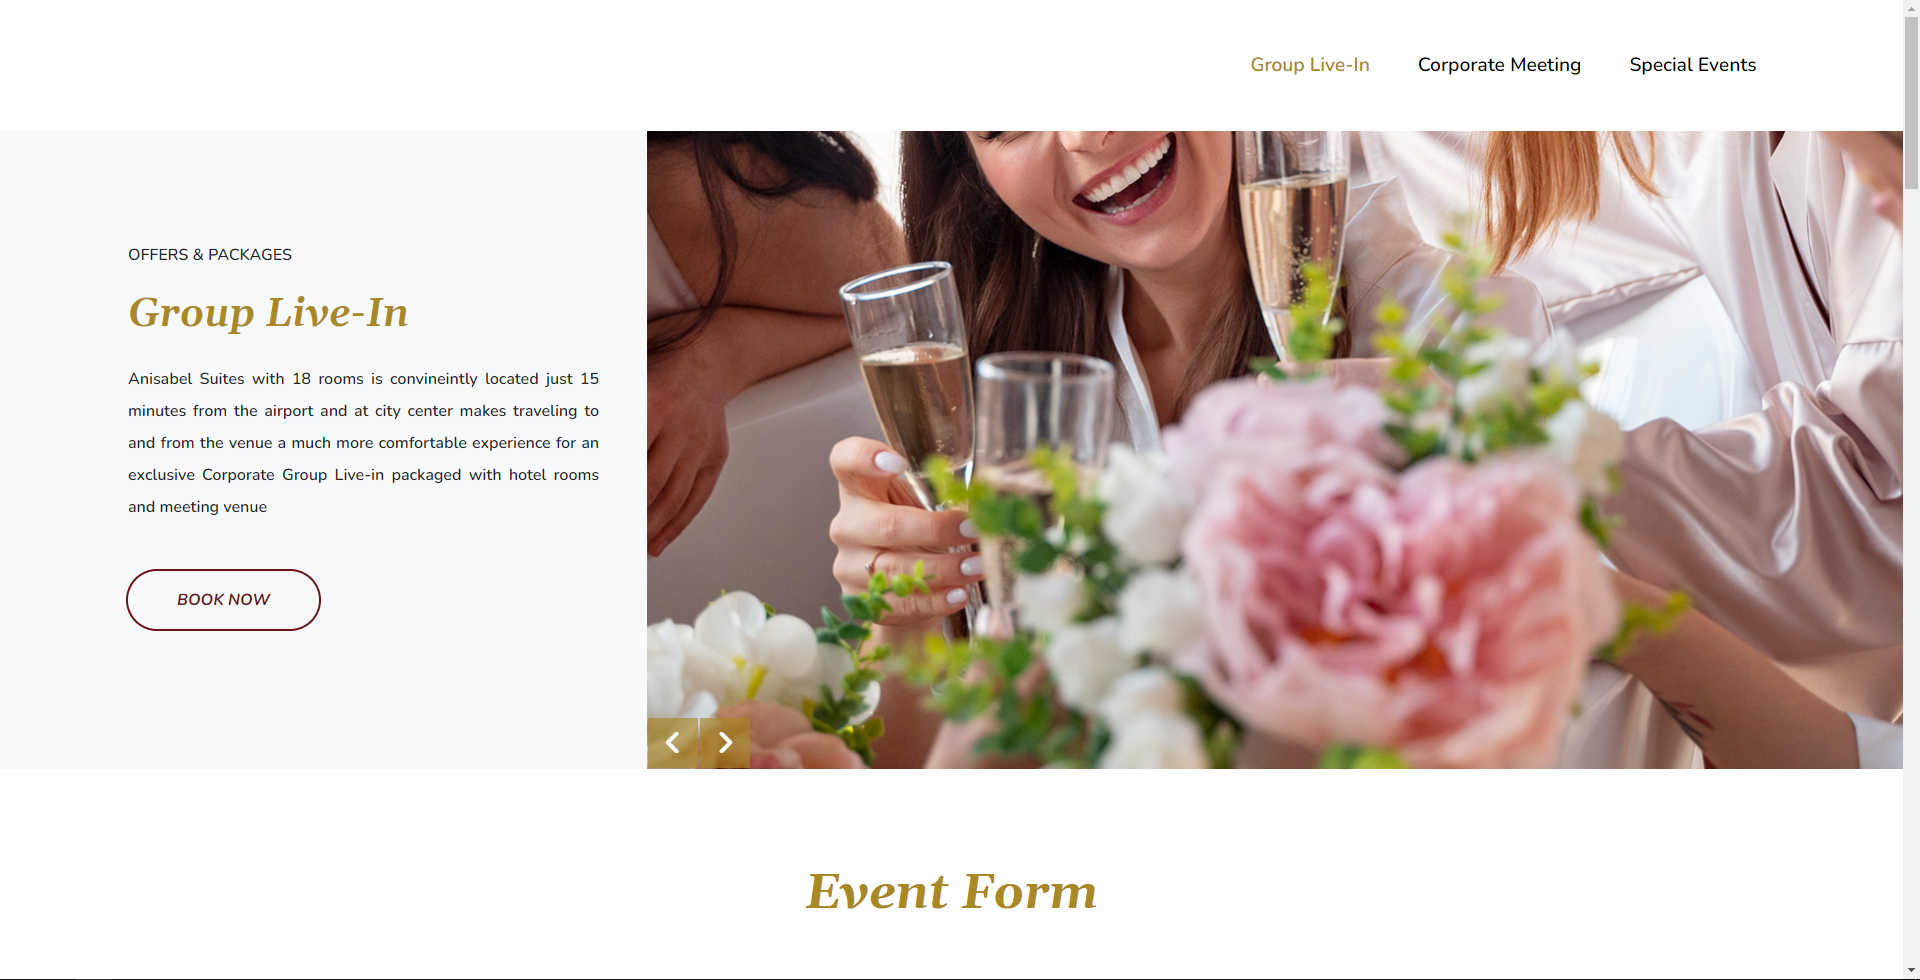 Group Live-In Corporate Meeting Special Events
OFFERS & PACKAGES
Group Live-In
Anisabel Suites with 18 rooms is convineintly located just 15
minutes from the airport and at city center makes traveling to
and from the venue a much more comfortable experience for an
exclusive Corporate Group Live-in packaged with hotel rooms
and meeting venue
BOOK NOW
Event Form